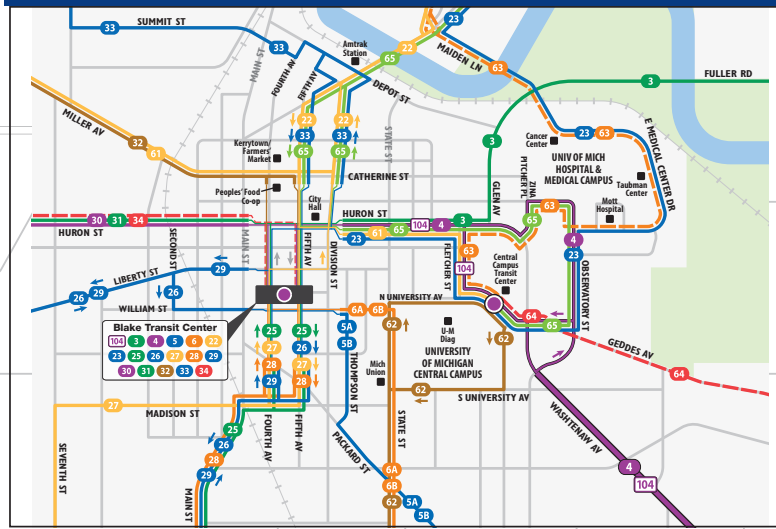 SUMMIT ST
33
33
23
22
65
Amtrak
Station
MAIDEN LN
63
3
FULLER RD
MAIN ST
FOURTH AV
FIFTH AV
DEPOT ST
MILLER AV
32
61
22
33
65
22
33
65
STATE ST
3
23
63
Cancer
Center
E MEDICAL CENTER DR
UNIV OF MICH
HOSPITAL &
MEDICAL CAMPUS
Kerrytown/
Farmers'
Market
CATHERINE ST
Peoples' Food
Co-op
City
Hall
GLEN AV
ZINA
PITCHER PL
Taubman
Center
Mott
Hospital
63
65
30
31
34
HURON ST
HURON ST
104
4
3
61
65
23
4
23
MAIN ST
FIFTH AV
DIVISION ST
FLETCHER ST
63
104
Central
Campus
Transit
Center
OBSERVATORY ST
SECOND ST
LIBERTY ST
29
26
29
26
WILLIAM ST
6A
6B
N UNIVERSITY AV
64
65
Blake Transit Center
104
3
4
5
6
22
23
25
26
27
28
29
30
31
32
33
34
25
27
28
29
25
26
27
28
5A
5B
62
U-M
Diag
62
UNIVERSITY
OF MICHIGAN
CENTRAL CAMPUS
Mich
Union
THOMPSON ST
62
S UNIVERSITY AV
GEDDES AV
64
27
MADISON ST
25
26
28
29
FOURTH AV
FIFTH AV
STATE ST
PACKARD ST
WASHTENAW AV
4
104
SEVENTH ST
MAIN ST
6A
6B
62
5A
5B